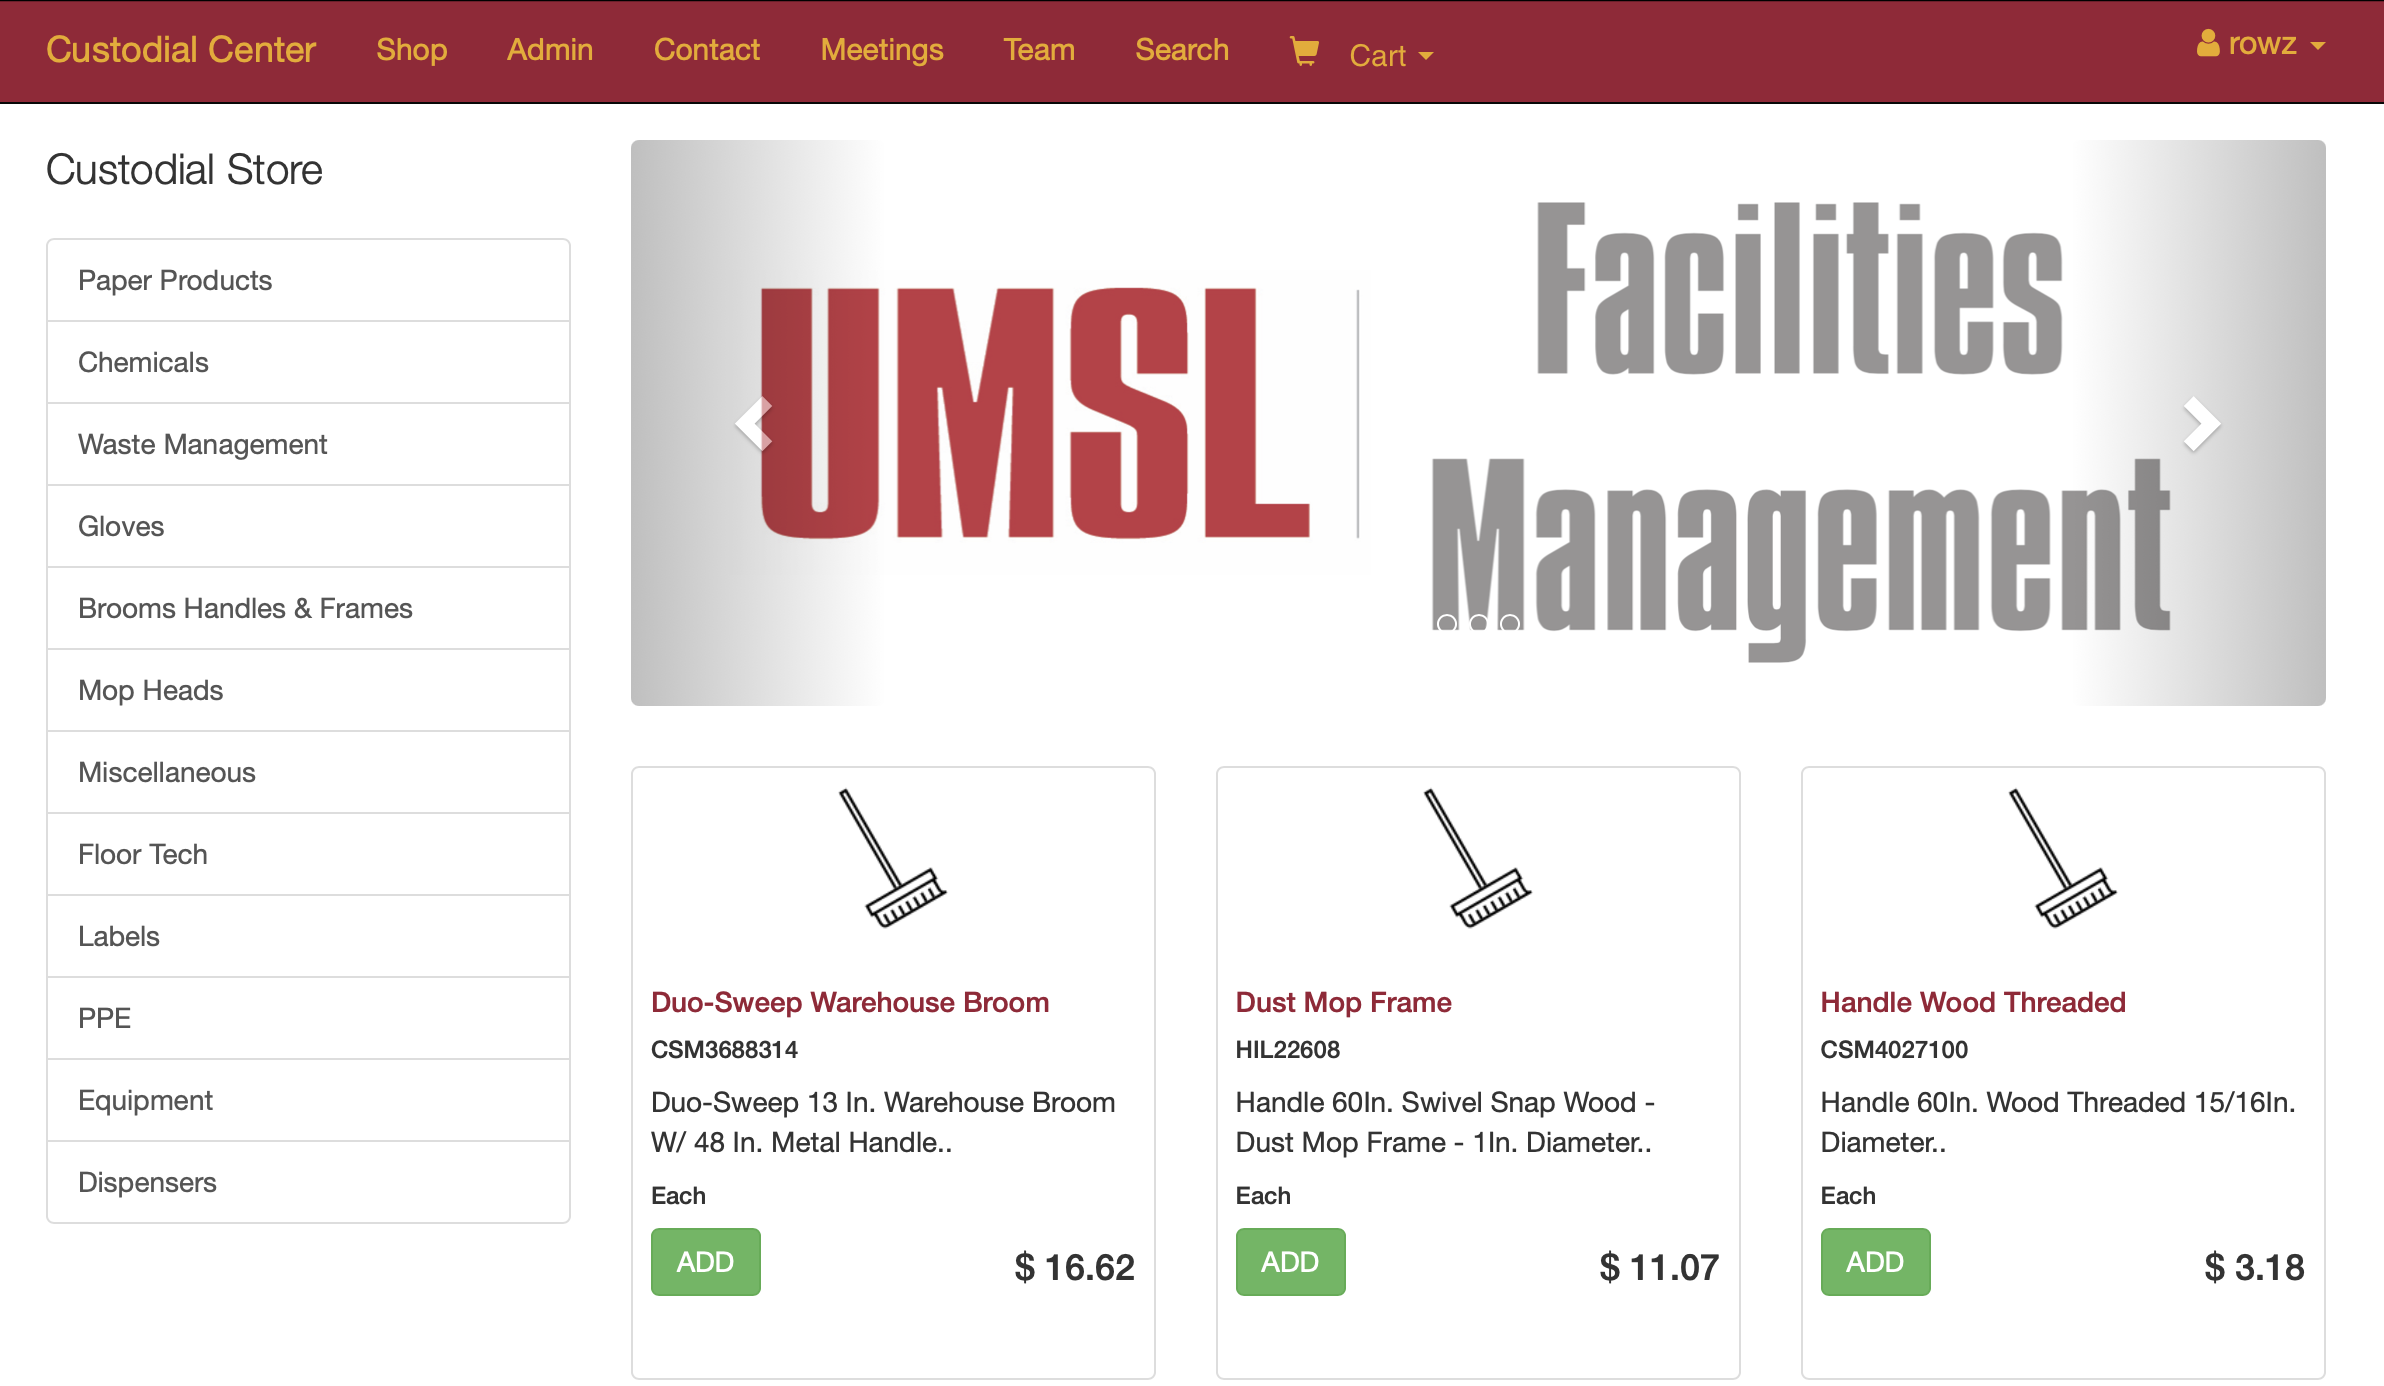 Custodial Center Shop Admin Contact Meetings Team Search Cart rowz
Custodial Store
Paper Products
Chemicals
Waste Management
Gloves
Brooms Handles & Frames
Mop Heads
Miscellaneous
Floor Tech
Labels
PPE
Equipment
Dispensers
UMSL
Facilities
Management
Duo-Sweep Warehouse Broom
CSM3688314
Duo-Sweep 13 In. Warehouse Broom
W/ 48 In. Metal Handle..
Each
ADD $ 16.62
Dust Mop Frame
HIL22608
Handle 60In. Swivel Snap Wood -
Dust Mop Frame - 1In. Diameter..
Each
ADD $ 11.07
Handle Wood Threaded
CSM4027100
Handle 60In. Wood Threaded 15/16In.
Diameter..
Each
ADD $ 3.18